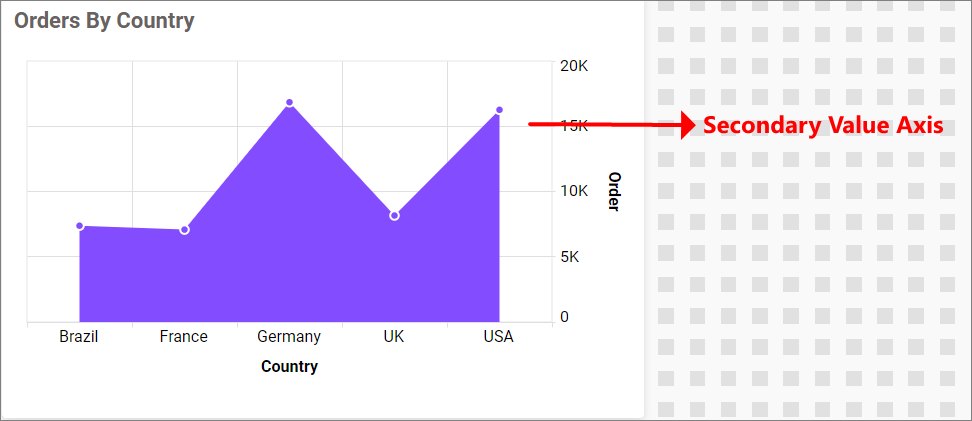 Orders By Country
20K
15K
Secondary Value Axis
10K
Order
5K
0
Brazil France Germany UK USA
Country